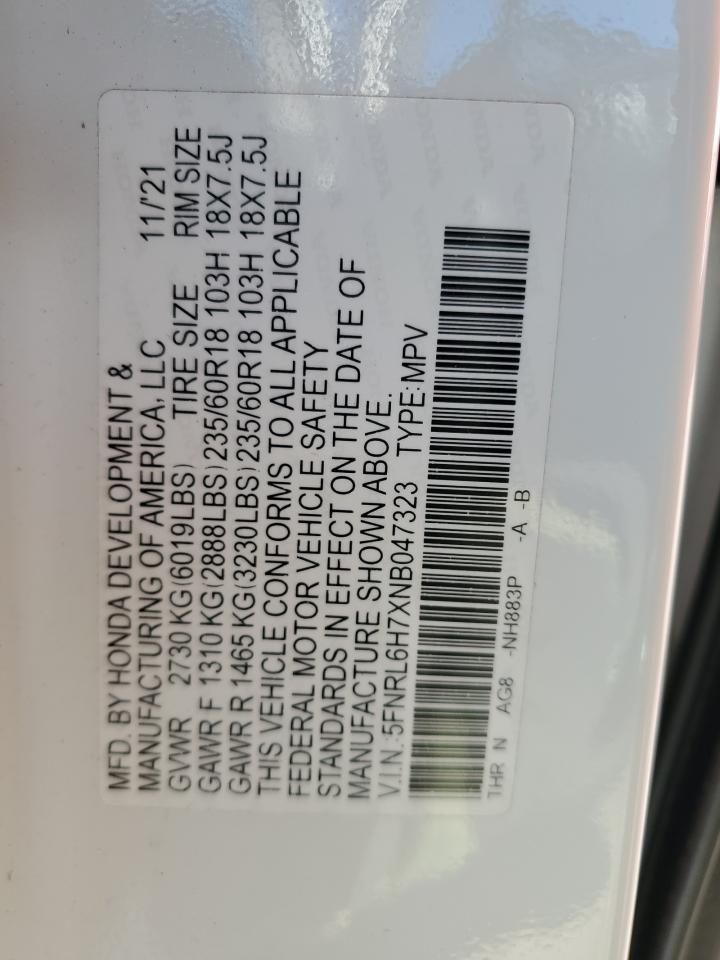 MFD. BY HONDA DEVELOPMENT & 11/'21
MANUFACTURING OF AMERICA, LLC
GVWR 2730 KG(6019LBS) TIRE SIZE RIM SIZE
GAWR F 1310 KG(2888LBS)235/60R18 103H 18X7.5J
GAWR R 1465 KG(3230LBS)235/60R18 103H 18X7.5J
THIS VEHICLE CONFORMS TO ALL APPLICABLE
FEDERAL MOTOR VEHICLE SAFETY
STANDARDS IN EFFECT ON THE DATE OF
MANUFACTURE SHOWN ABOVE.
V.I.N.:5FNRL6H7XNB047323 TYPE:MPV
THR N AG8 -NH883P -A -B